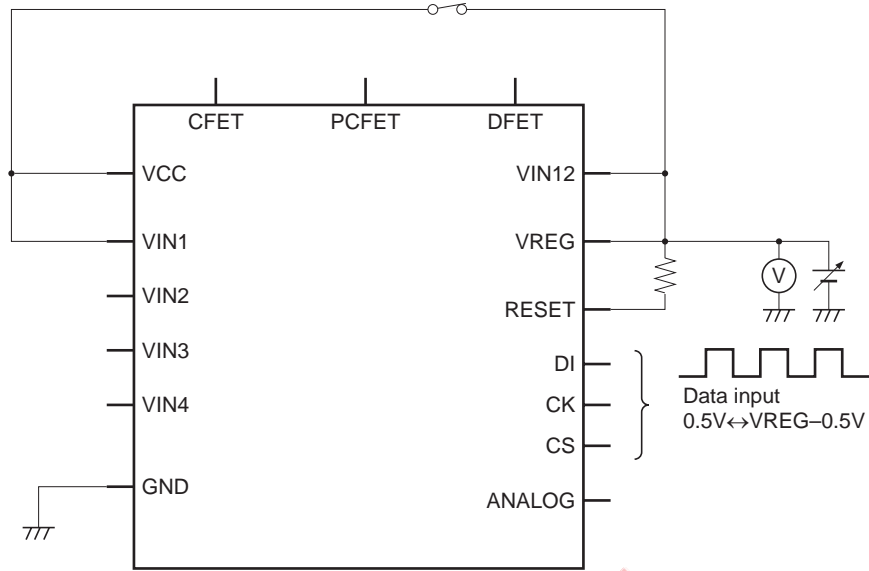 CFET PCFET DFET
VCC VIN12
VIN1 VREG
V
VIN2
RESET
VIN3
DI
Data input
VIN4 CK
0.5V↔VREG–0.5V
CS
GND
ANALOG